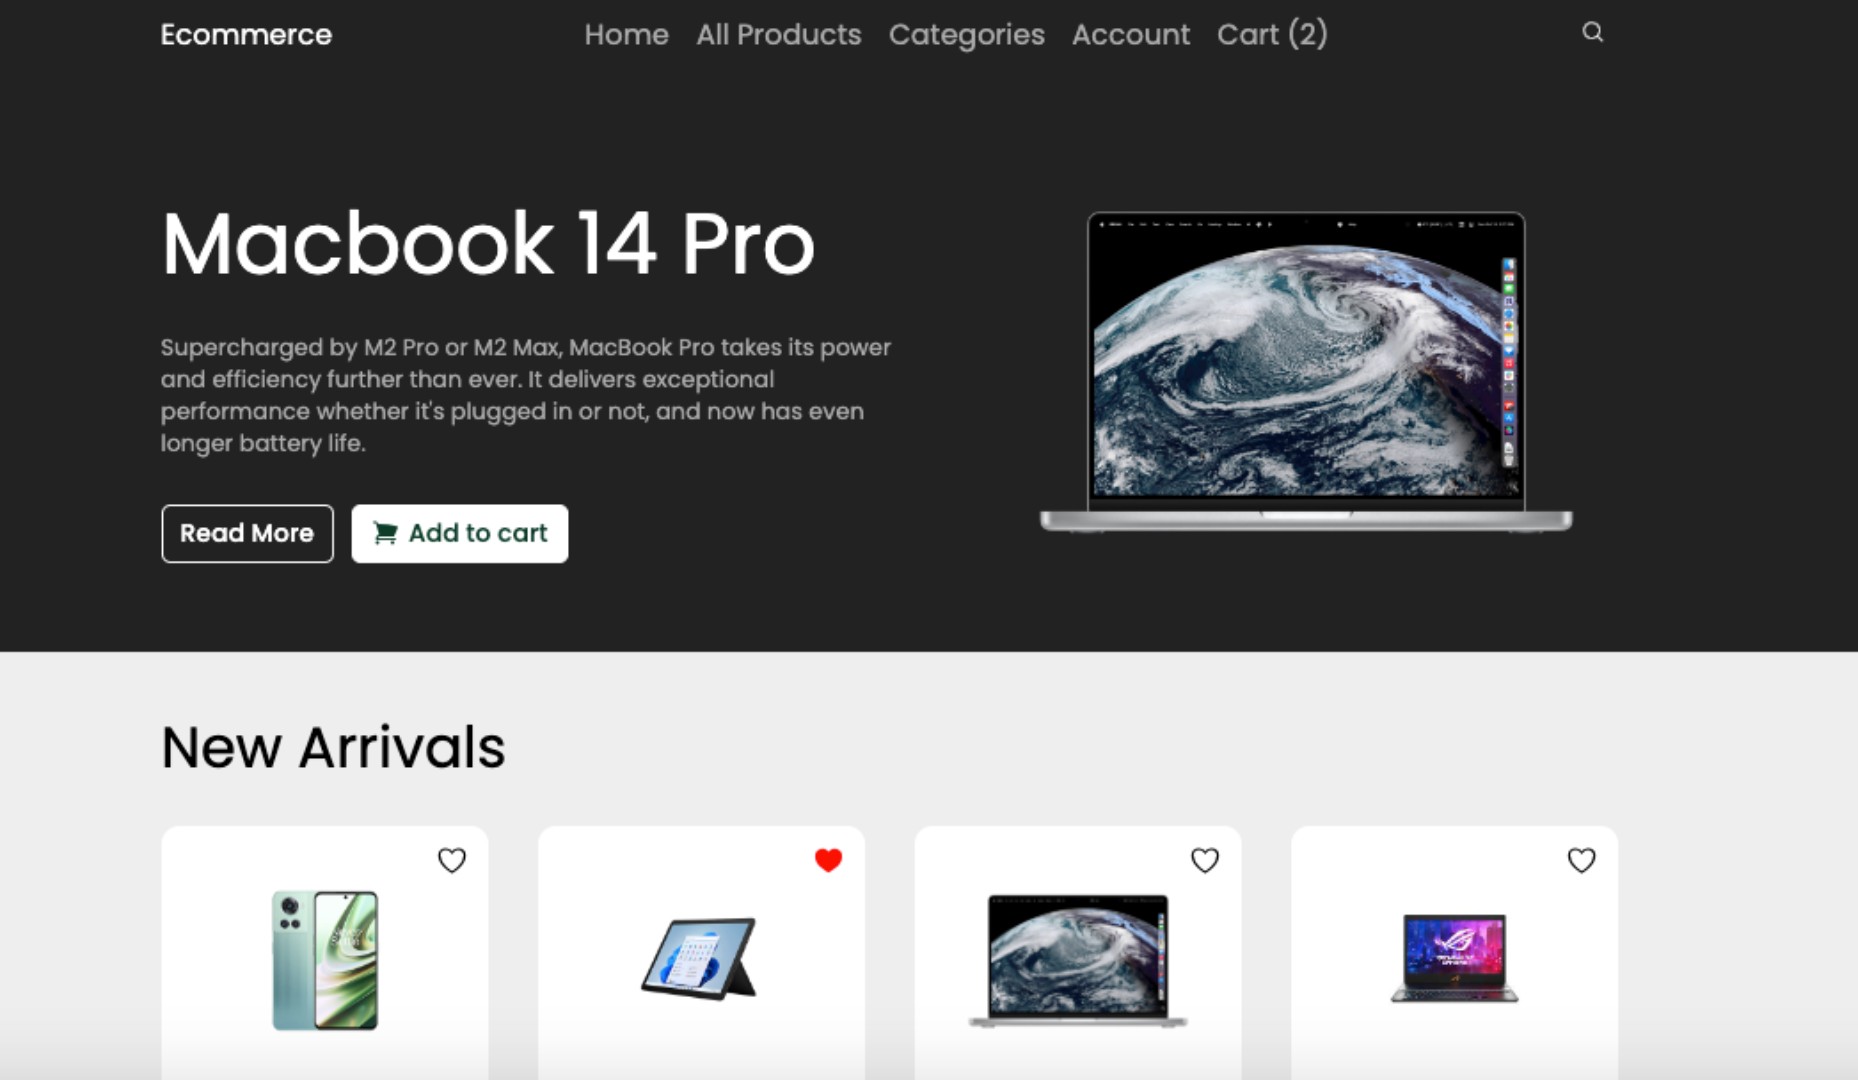 Ecommerce
Home All Products Categories Account Cart (2)
Macbook 14 Pro
Supercharged by M2 Pro or M2 Max, MacBook Pro takes its power
and efficiency further than ever. It delivers exceptional
performance whether it's plugged in or not, and now has even
longer battery life.
Read More
Add to cart
New Arrivals